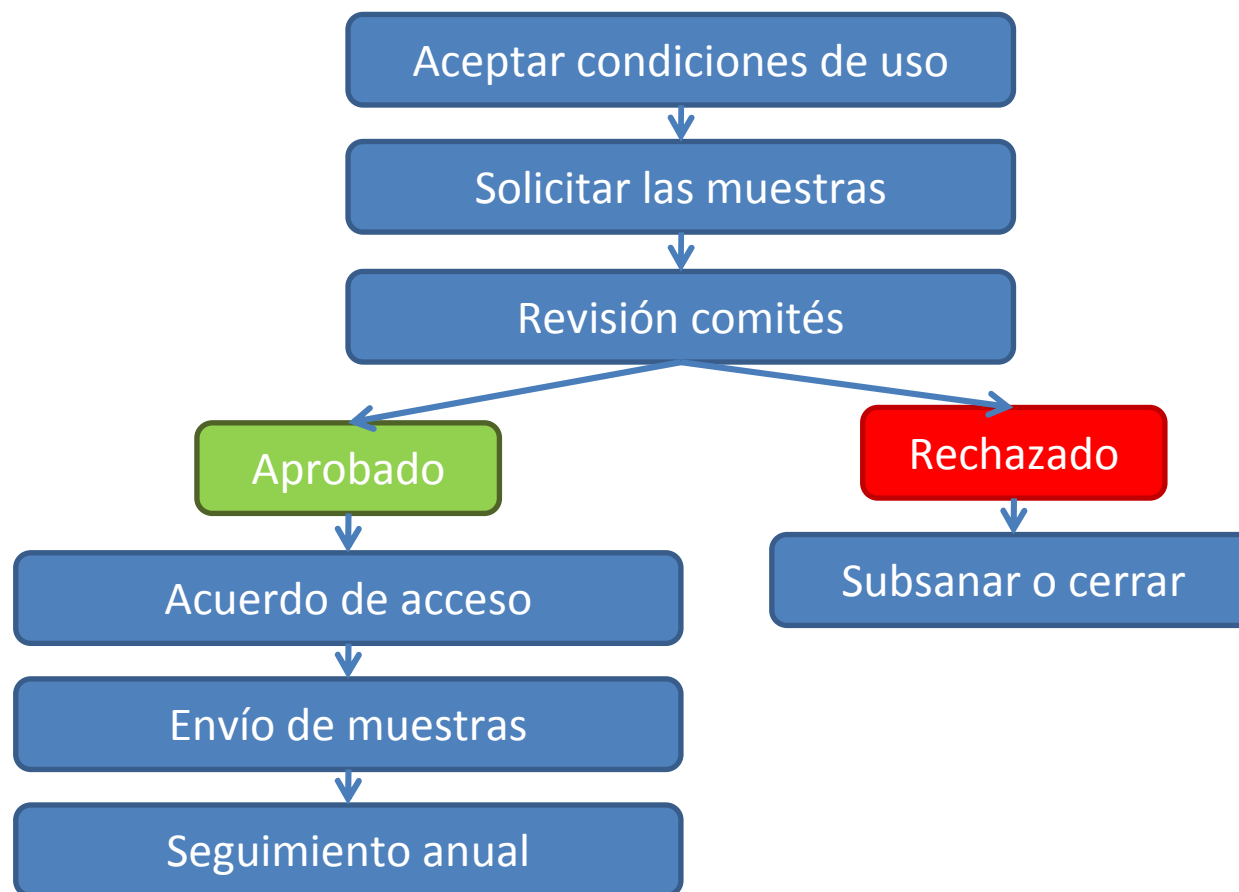 Aceptar condiciones de uso
Solicitar las muestras
Revisión comités
Aprobado
Rechazado
Acuerdo de acceso
Subsanar o cerrar
Envío de muestras
Seguimiento anual